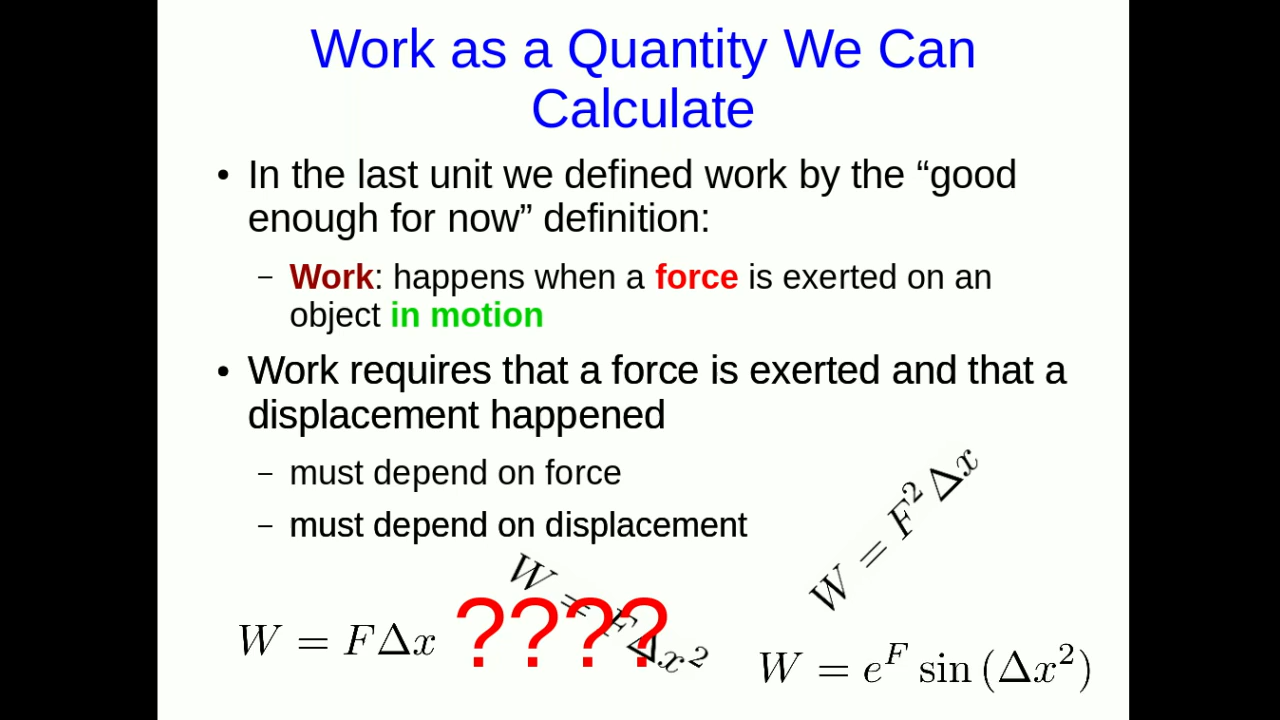 Work as a Quantity We Can
Calculate
• In the last unit we defined work by the “good
enough for now” definition:
– Work: happens when a force is exerted on an
object in motion
• Work requires that a force is exerted and that a
displacement happened
– must depend on force
– must depend on displacement
W = F²Δx
W = FΔx²
????
W = FΔx
W = e^F sin (Δx²)